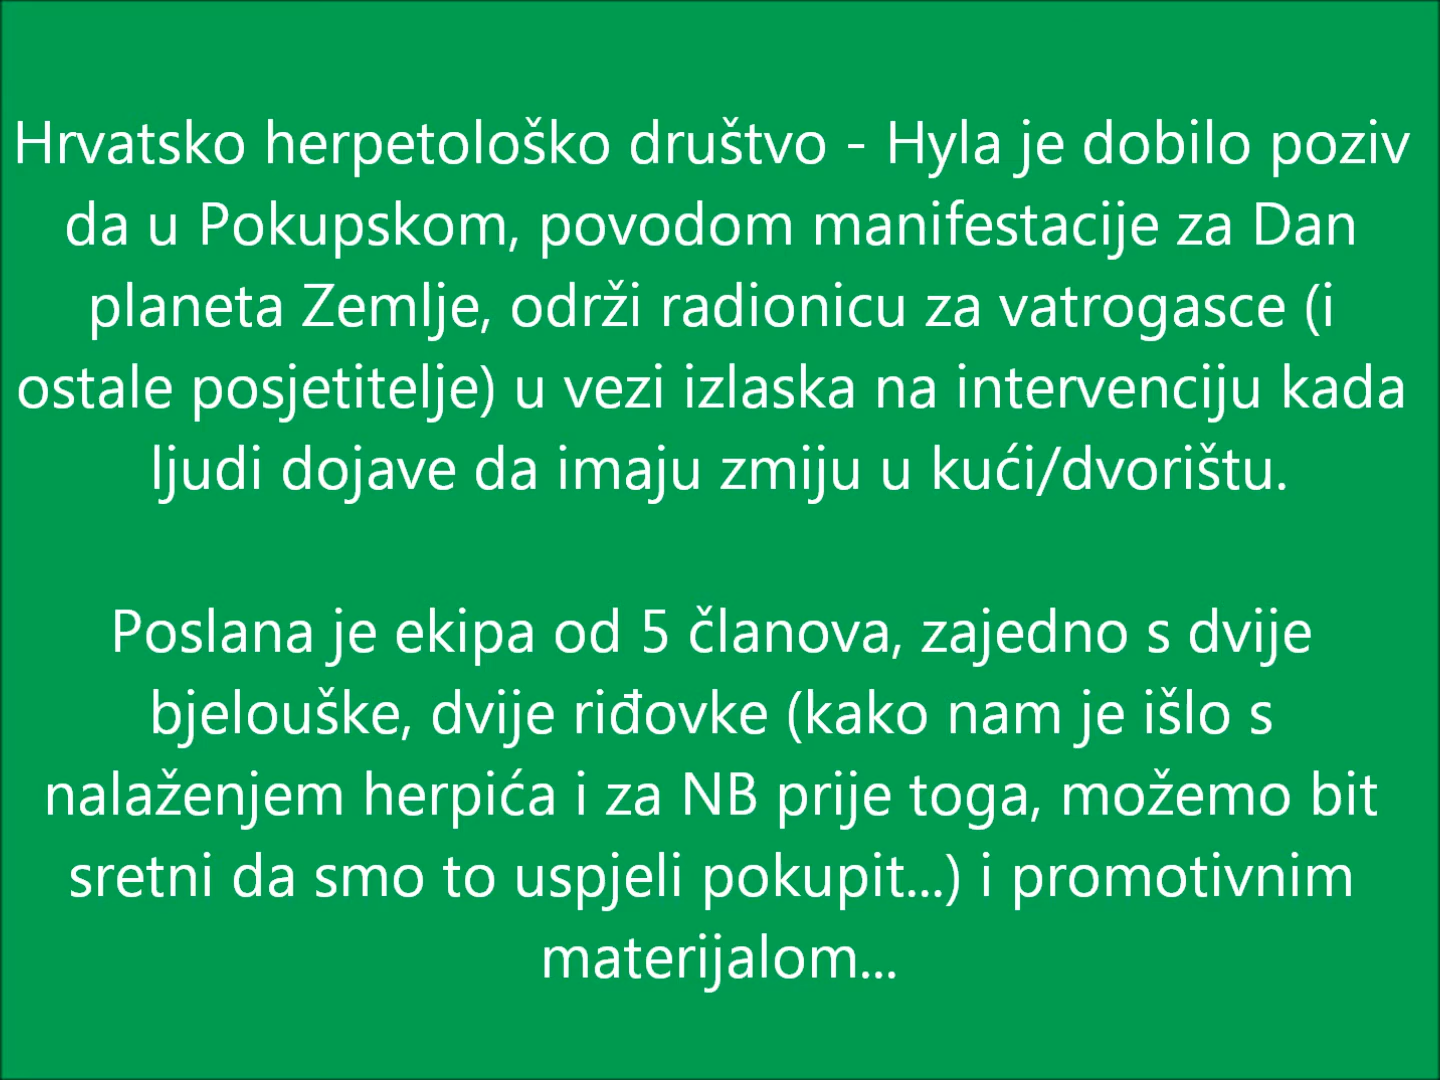 Hrvatsko herpetološko društvo - Hyla je dobilo poziv
da u Pokupskom, povodom manifestacije za Dan
planeta Zemlje, održi radionicu za vatrogasce (i
ostale posjetitelje) u vezi izlaska na intervenciju kada
ljudi dojave da imaju zmiju u kući/dvorištu.
Poslana je ekipa od 5 članova, zajedno s dvije
bjelouške, dvije riđovke (kako nam je išlo s
nalaženjem herpića i za NB prije toga, možemo bit
sretni da smo to uspjeli pokupit...) i promotivnim
materijalom...